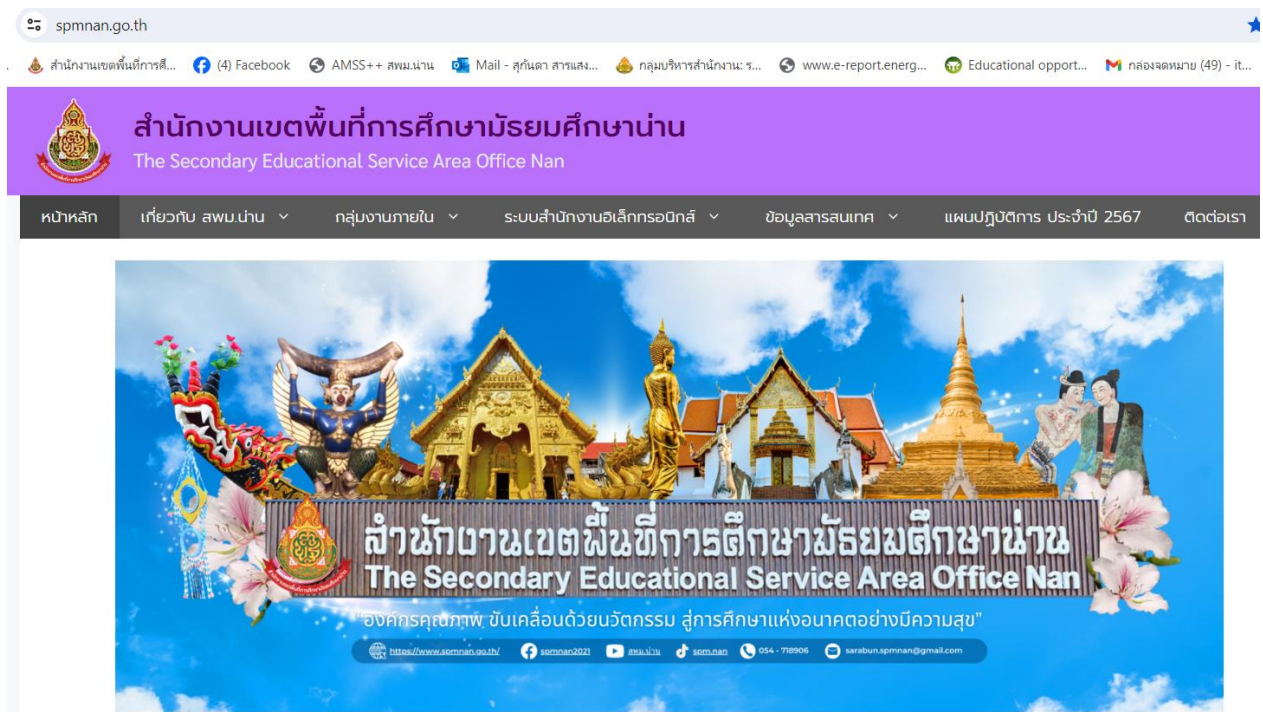 spmnan.go.th
สำนักงานเขตพื้นที่การศึ... (4) Facebook AMSS++ สพม.น่าน Mail - สุกันตา สารแสง... กลุ่มบริหารสำนักงาน: ร... www.e-report.energ... Educational opport... กล่องจดหมาย (49) - it...
สำนักงานเขตพื้นที่การศึกษามัธยมศึกษาน่าน
The Secondary Educational Service Area Office Nan
หน้าหลัก เกี่ยวกับ สพม.น่าน กลุ่มงานภายใน ระบบสำนักงานอิเล็กทรอนิกส์ ข้อมูลสารสนเทศ แผนปฏิบัติการ ประจำปี 2567 ติดต่อเรา
สำนักงานเขตพื้นที่การศึกษามัธยมศึกษาน่าน
The Secondary Educational Service Area Office Nan
"องค์กรคุณภาพ ขับเคลื่อนด้วยนวัตกรรม สู่การศึกษาแห่งอนาคตอย่างมีความสุข"
https://www.spmnan.go.th/ spmnan2021 สพม.น่าน spm.nan 054 - 718906 sarabun.spmnan@gmail.com